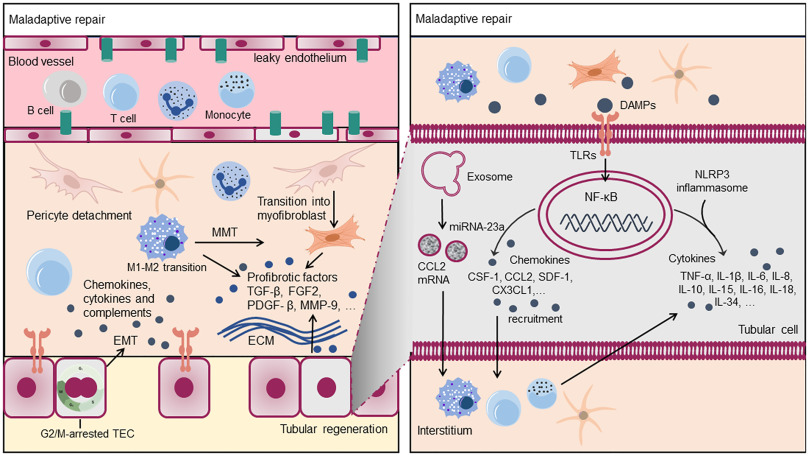 Maladaptive repair
Blood vessel
leaky endothelium
B cell
T cell
Monocyte
Pericyte detachment
Transition into
myofibroblast
MMT
M1-M2 transition
Chemokines,
cytokines and
complements
Profibrotic factors
TGF-β, FGF2,
PDGF- β, MMP-9, ...
EMT
ECM
G2/M-arrested TEC
Tubular regeneration
Maladaptive repair
DAMPs
TLRs
Exosome
NF-κB
NLRP3
inflammasome
miRNA-23a
CCL2
mRNA
Chemokines
CSF-1, CCL2, SDF-1,
CX3CL1,...
recruitment
Cytokines
TNF-α, IL-1β, IL-6, IL-8,
IL-10, IL-15, IL-16, IL-18,
IL-34, ...
Tubular cell
Interstitium